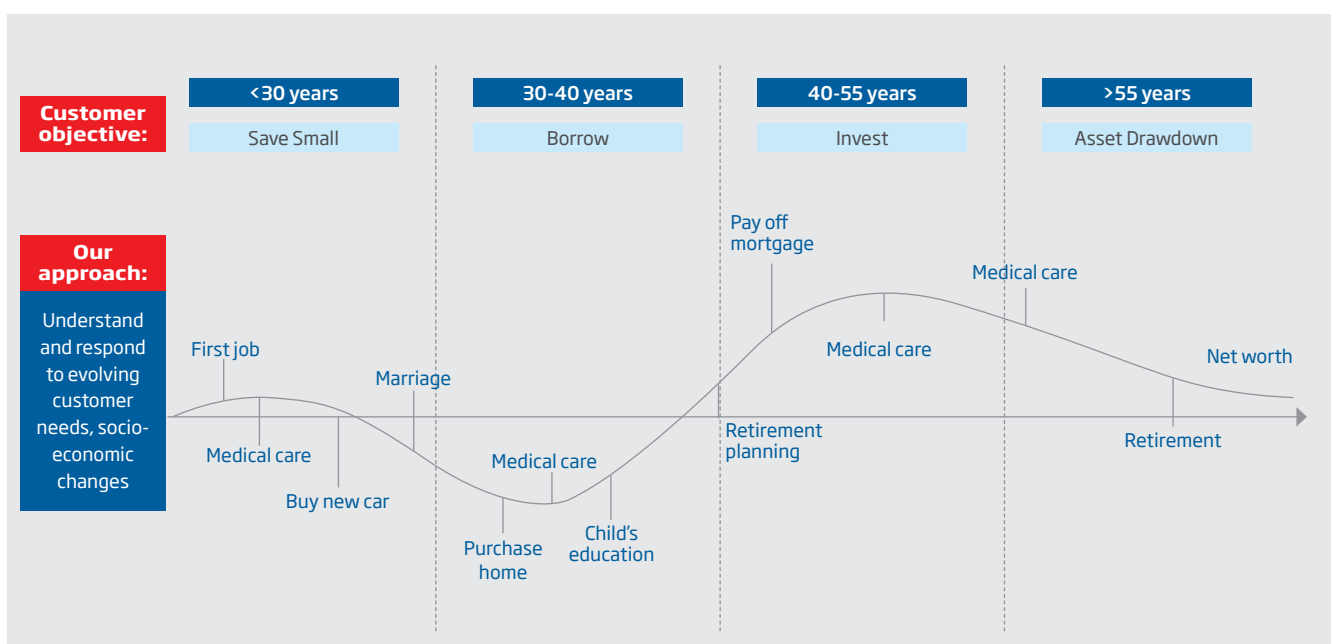 Customer
objective:
<30 years
30-40 years
40-55 years
>55 years
Save Small
Borrow
Invest
Asset Drawdown
Our
approach:
Understand
and respond
to evolving
customer
needs, socio-
economic
changes
First job
Medical care
Buy new car
Marriage
Purchase
home
Medical care
Child's
education
Retirement
planning
Pay off
mortgage
Medical care
Medical care
Retirement
Net worth